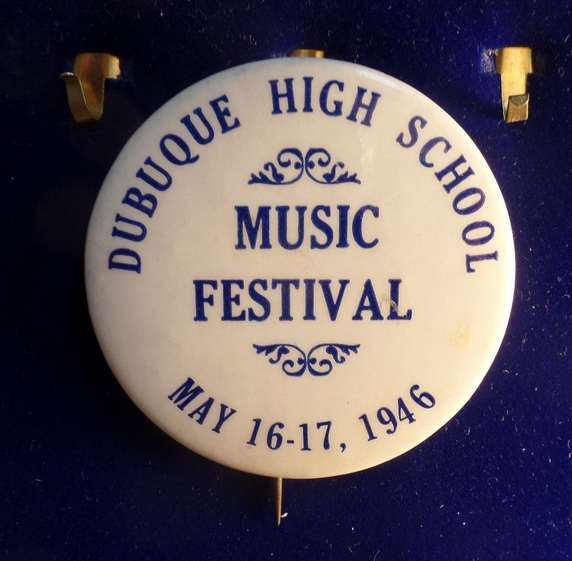 DUBUQUE HIGH SCHOOL
MUSIC
FESTIVAL
MAY 16-17, 1946